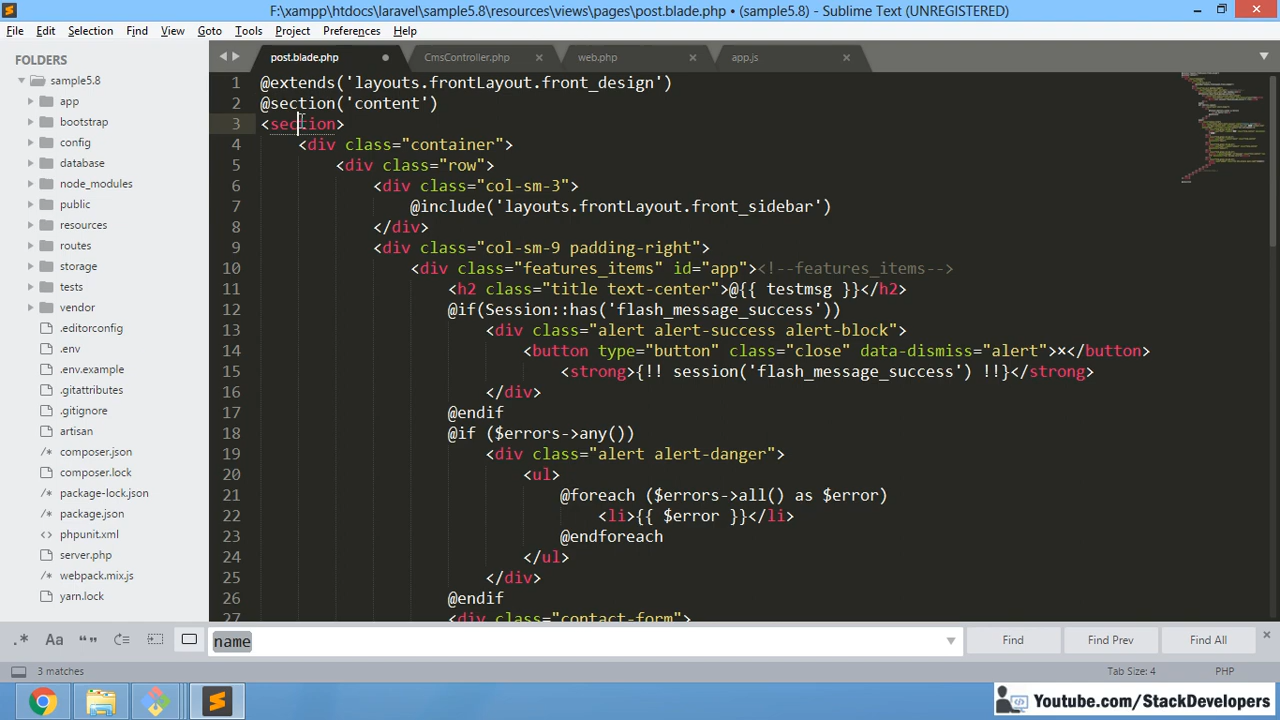 F:\xampp\htdocs\laravel\sample5.8\resources\views\pages\post.blade.php • (sample5.8) - Sublime Text (UNREGISTERED)
File Edit Selection Find View Goto Tools Project Preferences Help
FOLDERS
sample5.8
app
bootstrap
config
database
node_modules
public
resources
routes
storage
tests
vendor
.editorconfig
.env
.env.example
.gitattributes
.gitignore
artisan
composer.json
composer.lock
package-lock.json
package.json
phpunit.xml
server.php
webpack.mix.js
yarn.lock
post.blade.php CmsController.php web.php app.js
1 @extends('layouts.frontLayout.front_design')
2 @section('content')
3 <section>
4 <div class="container">
5 <div class="row">
6 <div class="col-sm-3">
7 @include('layouts.frontLayout.front_sidebar')
8 </div>
9 <div class="col-sm-9 padding-right">
10 <div class="features_items" id="app"><!--features_items-->
11 <h2 class="title text-center">@{{ testmsg }}</h2>
12 @if(Session::has('flash_message_success'))
13 <div class="alert alert-success alert-block">
14 <button type="button" class="close" data-dismiss="alert">×</button>
15 <strong>{!! session('flash_message_success') !!}</strong>
16 </div>
17 @endif
18 @if ($errors->any())
19 <div class="alert alert-danger">
20 <ul>
21 @foreach ($errors->all() as $error)
22 <li>{{ $error }}</li>
23 @endforeach
24 </ul>
25 </div>
26 @endif
27 <div class="contact-form">
.* Aa “”
name
Find Find Prev Find All
3 matches
Tab Size: 4 PHP
Youtube.com/StackDevelopers